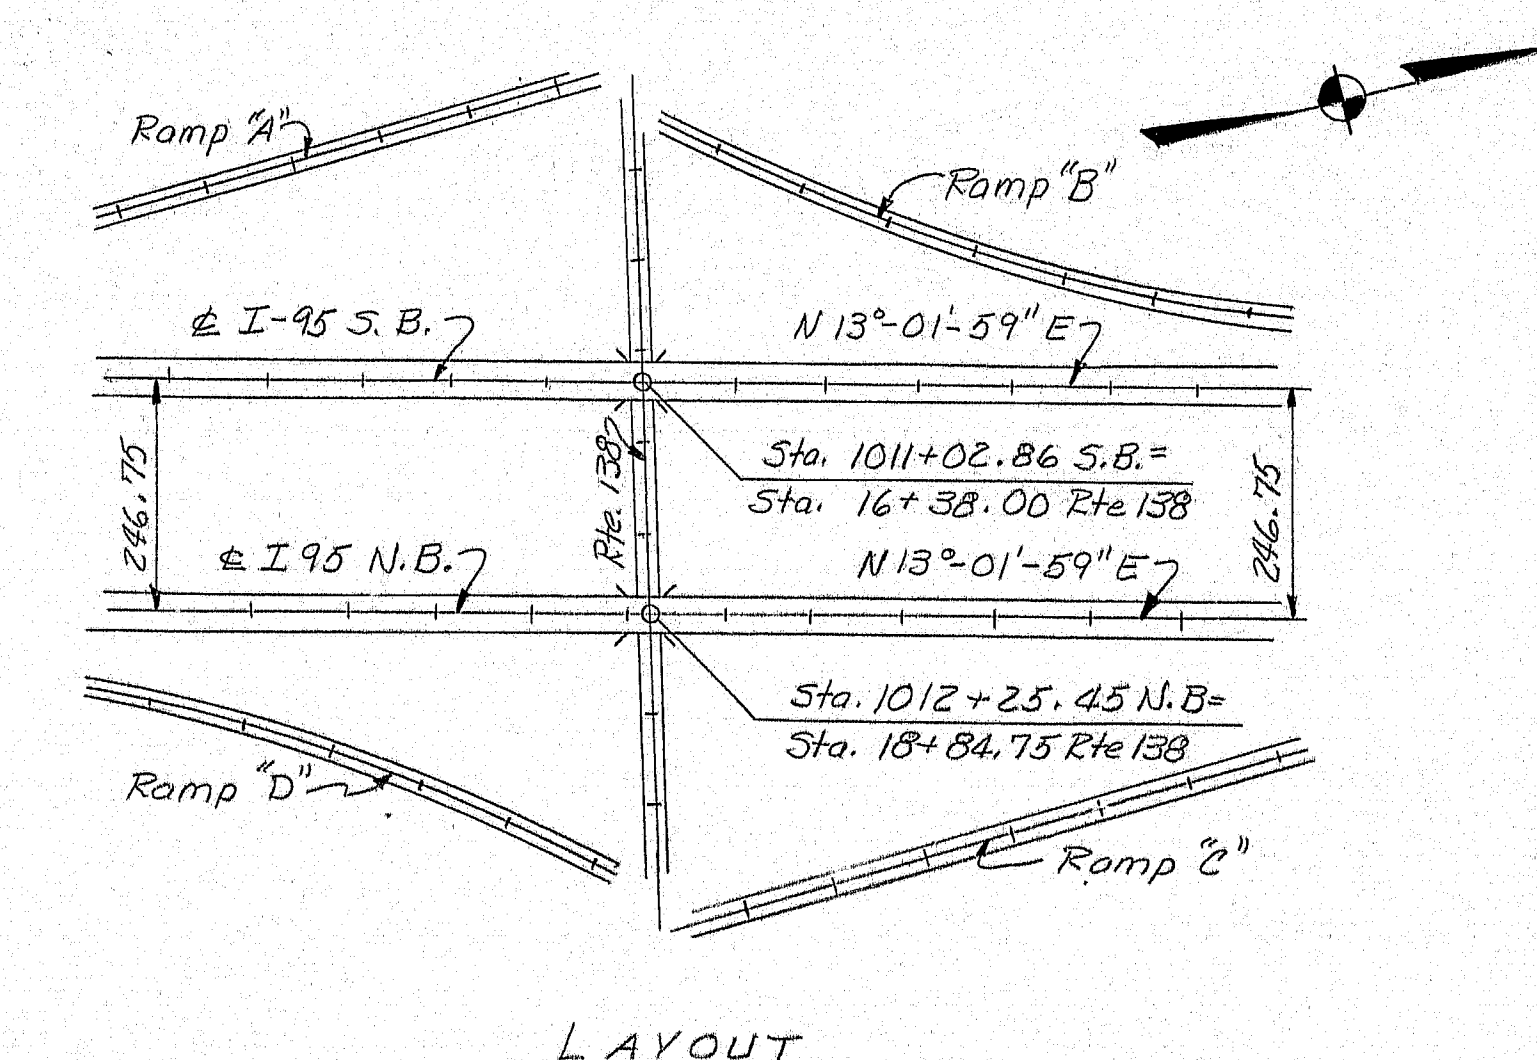 Ramp "A"
Ramp "B"
℄ I-95 S. B.
N 13°-01'-59" E
246.75
Rte. 138
Sta. 1011+02.86 S.B.=
Sta. 16+38.00 Rte 138
246.75
℄ I 95 N.B.
N 13°-01'-59" E
Sta. 1012+25.45 N.B=
Sta. 18+84.75 Rte 138
Ramp "D"
Ramp "C"
LAYOUT